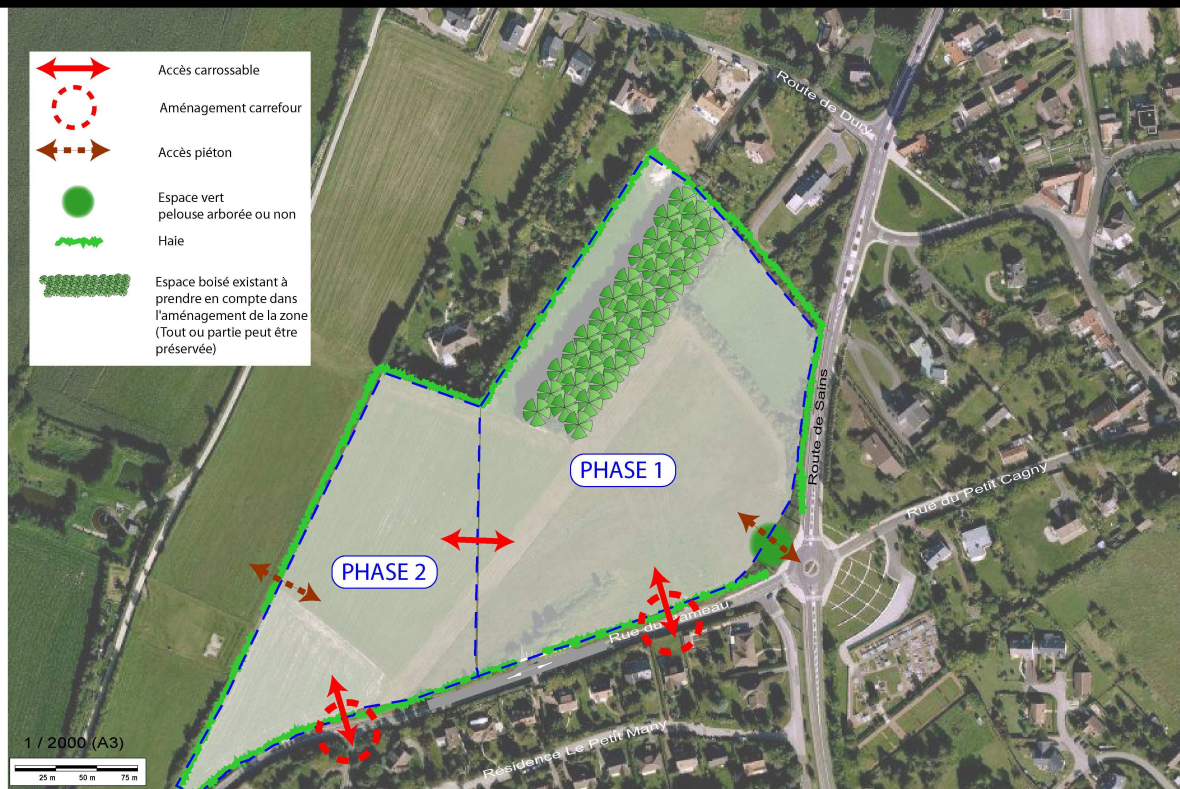 Accès carrossable
Aménagement carrefour
Accès piéton
Espace vert
pelouse arborée ou non
Haie
Espace boisé existant à
prendre en compte dans
l'aménagement de la zone
(Tout ou partie peut être
préservée)
Route de Dury
Route de Sains
PHASE 1
Rue du Petit Cagny
PHASE 2
Rue du Hameau
Résidence Le Petit Many
1 / 2000 (A3)
25 m 50 m 75 m